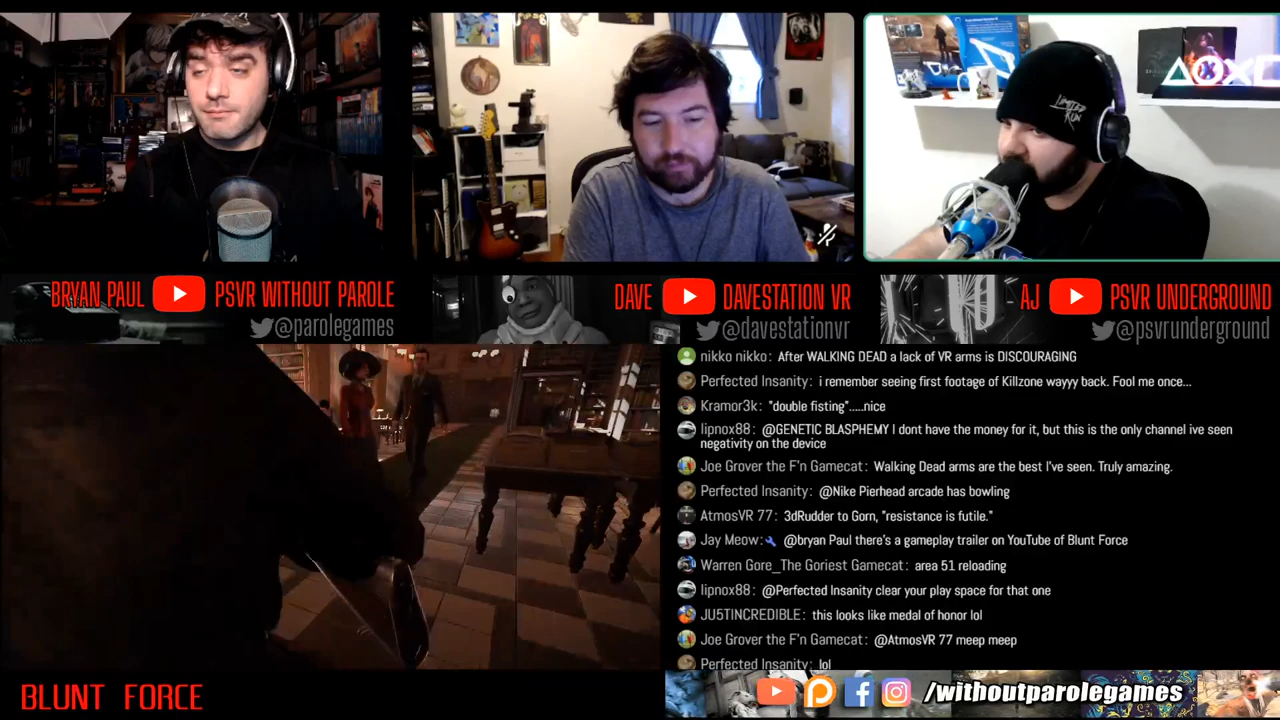 LIMITED
RUN
BRYAN PAUL PSVR WITHOUT PAROLE
@parolegames
DAVE DAVESTATION VR
@davestationvr
AJ PSVR UNDERGROUND
@psvrunderground
nikko nikko: After WALKING DEAD a lack of VR arms is DISCOURAGING
Perfected Insanity: i remember seeing first footage of Killzone wayyy back. Fool me once...
Kramor3k: "double fisting".....nice
lipnox88: @GENETIC BLASPHEMY I dont have the money for it, but this is the only channel ive seen
negativity on the device
Joe Grover the F'n Gamecat: Walking Dead arms are the best I've seen. Truly amazing.
Perfected Insanity: @Nike Pierhead arcade has bowling
AtmosVR 77: 3dRudder to Gorn, "resistance is futile."
Jay Meow: @bryan Paul there's a gameplay trailer on YouTube of Blunt Force
Warren Gore_The Goriest Gamecat: area 51 reloading
lipnox88: @Perfected Insanity clear your play space for that one
JU5TINCREDIBLE: this looks like medal of honor lol
Joe Grover the F'n Gamecat: @AtmosVR 77 meep meep
Perfected Insanity: lol
BLUNT FORCE
/withoutparolegames